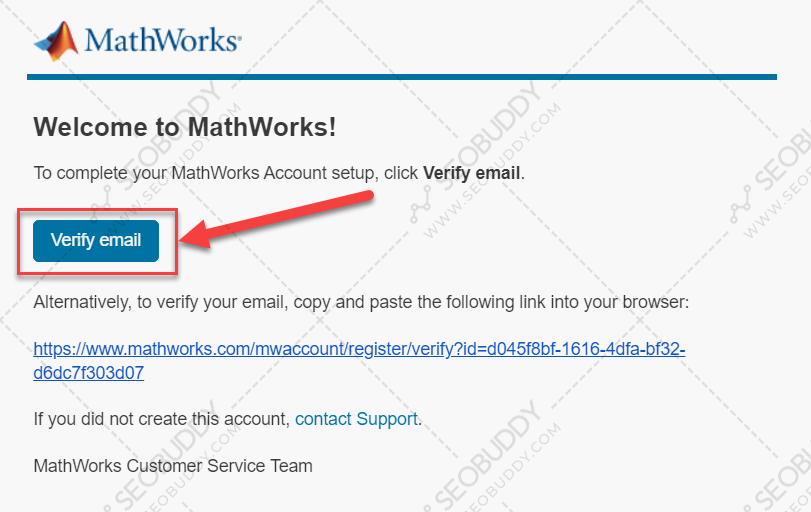 MathWorks®
Welcome to MathWorks!
To complete your MathWorks Account setup, click Verify email.
Verify email
Alternatively, to verify your email, copy and paste the following link into your browser:
https://www.mathworks.com/mwaccount/register/verify?id=d045f8bf-1616-4dfa-bf32-
d6dc7f303d07
If you did not create this account, contact Support.
MathWorks Customer Service Team
SEOBUDDY
WWW.SEOBUDDY.COM